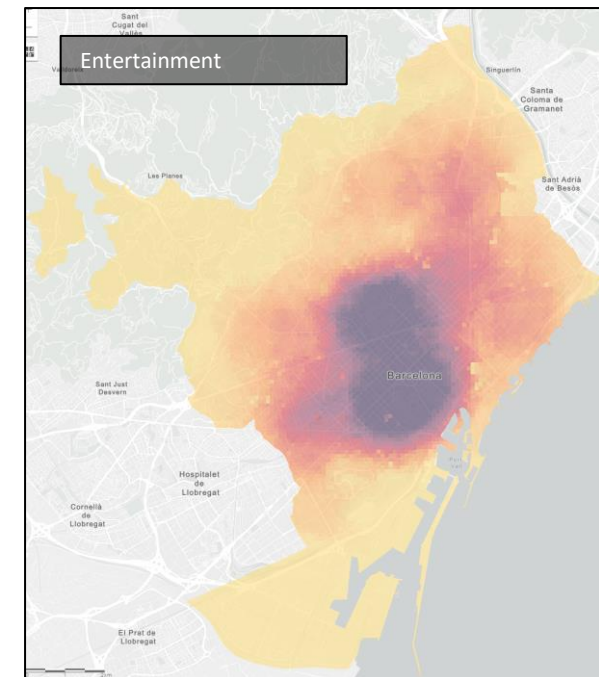 Sant
Cugat del
Vallès
Entertainment
Valldoreix
Singuerlín
Santa
Coloma de
Gramanet
Les Planes
Sant Adrià
de Besòs
Barcelona
Sant Just
Desvern
Hospitalet
de
Llobregat
Cornellà
de
Llobregat
El Prat de
Llobregat